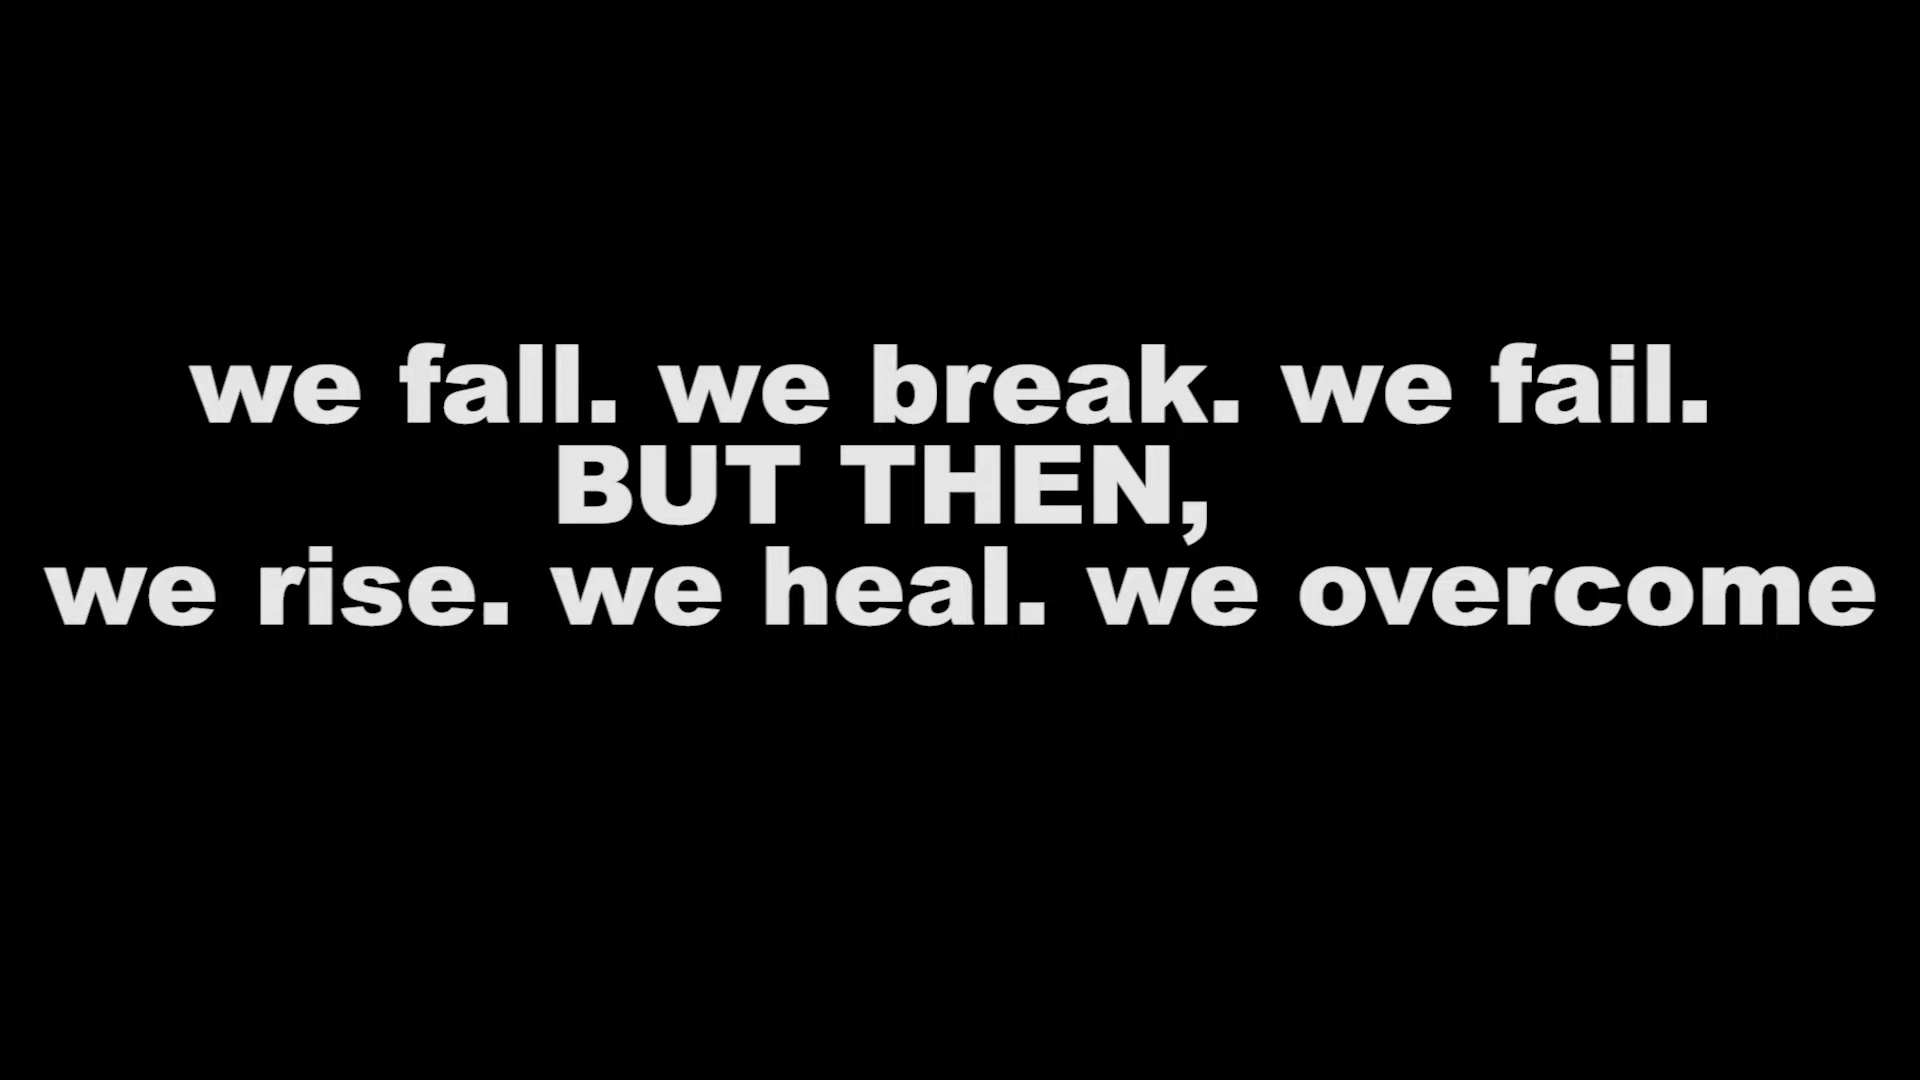 we fall. we break. we fail.
BUT THEN,
we rise. we heal. we overcome